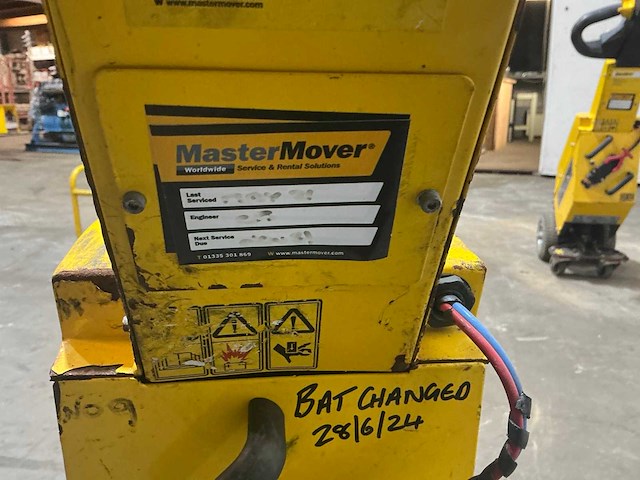 W www.mastermover.com
MasterMover®
Worldwide Service & Rental Solutions
Last Serviced
Engineer
Next Service Due
T 01335 301 869 W www.mastermover.com
BAT CHANGED
28/6/24